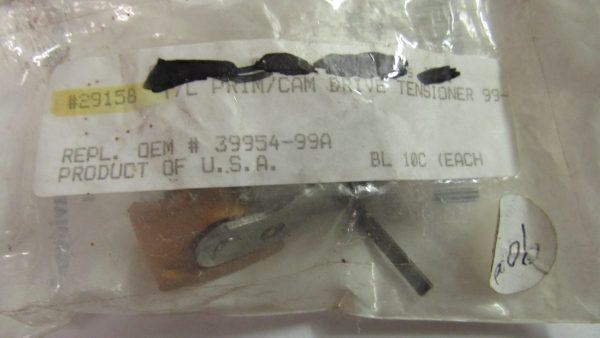 #29158 T/L PRIM/CAM DRIVE TENSIONER 99-
REPL. OEM # 39954-99A
PRODUCT OF U.S.A. BL 10C (EACH